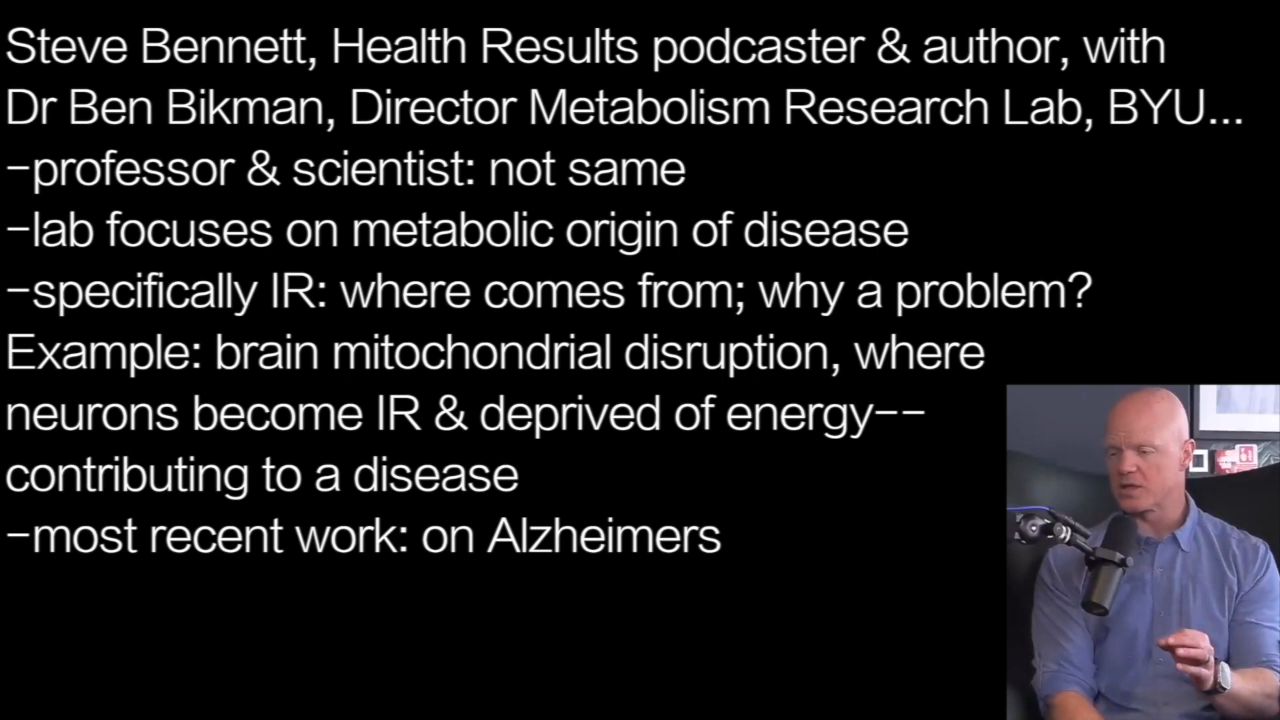 Steve Bennett, Health Results podcaster & author, with
Dr Ben Bikman, Director Metabolism Research Lab, BYU...
-professor & scientist: not same
-lab focuses on metabolic origin of disease
-specifically IR: where comes from; why a problem?
Example: brain mitochondrial disruption, where
neurons become IR & deprived of energy--
contributing to a disease
-most recent work: on Alzheimers